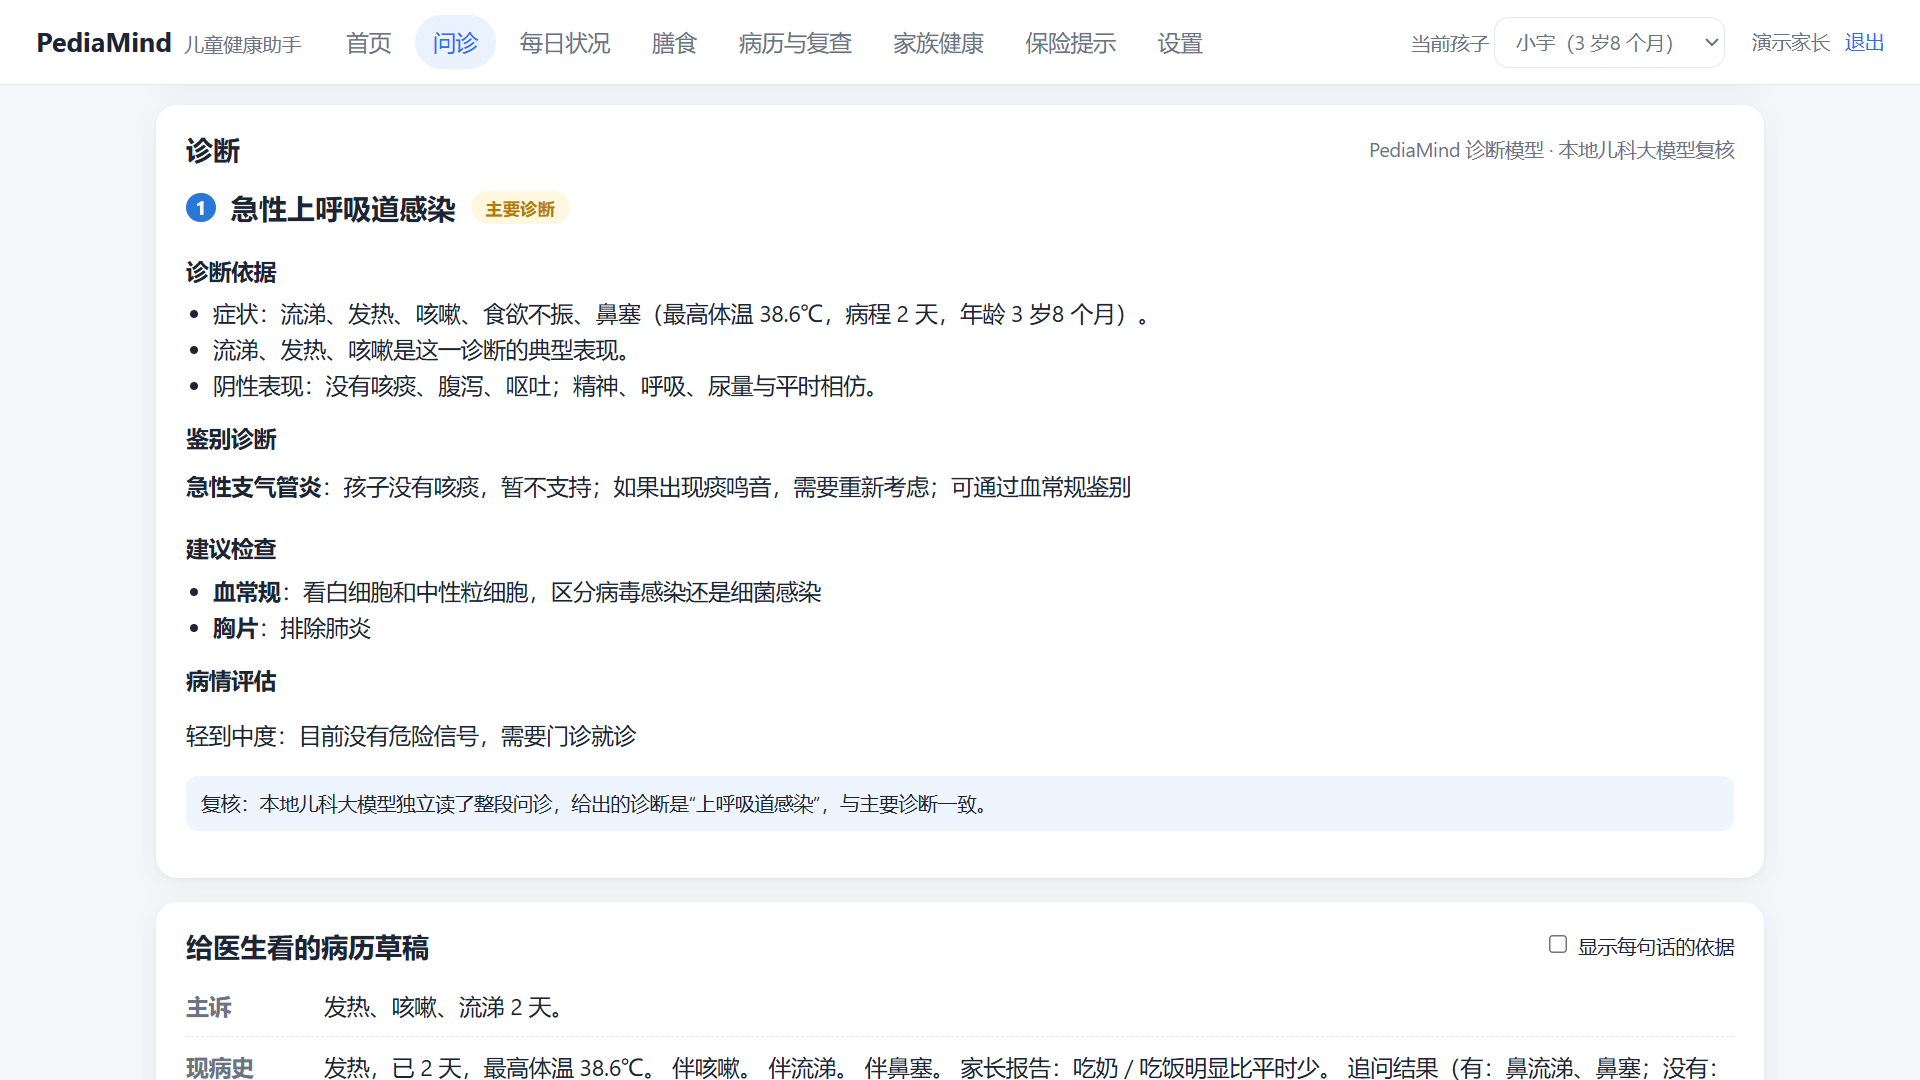 PediaMind 儿童健康助手 首页 问诊 每日状况 膳食 病历与复查 家族健康 保险提示 设置 当前孩子 小宇（3 岁8 个月） 演示家长 退出
诊断 PediaMind 诊断模型 · 本地儿科大模型复核
1 急性上呼吸道感染 主要诊断
诊断依据
• 症状：流涕、发热、咳嗽、食欲不振、鼻塞（最高体温 38.6℃，病程 2 天，年龄 3 岁8 个月）。
• 流涕、发热、咳嗽是这一诊断的典型表现。
• 阴性表现：没有咳痰、腹泻、呕吐；精神、呼吸、尿量与平时相仿。
鉴别诊断
急性支气管炎：孩子没有咳痰，暂不支持；如果出现痰鸣音，需要重新考虑；可通过血常规鉴别
建议检查
• 血常规：看白细胞和中性粒细胞，区分病毒感染还是细菌感染
• 胸片：排除肺炎
病情评估
轻到中度：目前没有危险信号，需要门诊就诊
复核：本地儿科大模型独立读了整段问诊，给出的诊断是“上呼吸道感染”，与主要诊断一致。
给医生看的病历草稿 显示每句话的依据
主诉 发热、咳嗽、流涕 2 天。
现病史 发热，已 2 天，最高体温 38.6℃。 伴咳嗽。 伴流涕。 伴鼻塞。 家长报告：吃奶 / 吃饭明显比平时少。 追问结果（有：鼻流涕、鼻塞；没有：